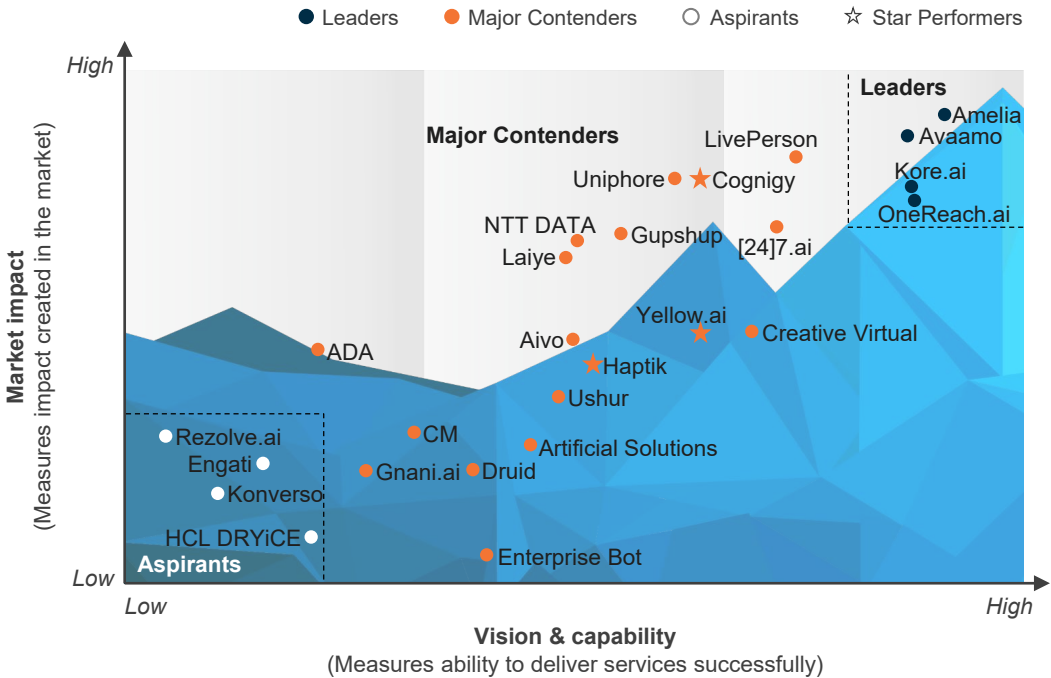 Leaders
Major Contenders
Aspirants
Star Performers
High
Leaders
Amelia
Major Contenders
Avaamo
LivePerson
Kore.ai
Uniphore
Cognigy
OneReach.ai
NTT DATA
Gupshup
[24]7.ai
Laiye
Yellow.ai
Creative Virtual
Aivo
ADA
Haptik
Ushur
CM
Rezolve.ai
Artificial Solutions
Engati
Gnani.ai
Druid
Konverso
HCL DRYiCE
Enterprise Bot
Aspirants
Low
Market impact
(Measures impact created in the market)
Low
High
Vision & capability
(Measures ability to deliver services successfully)